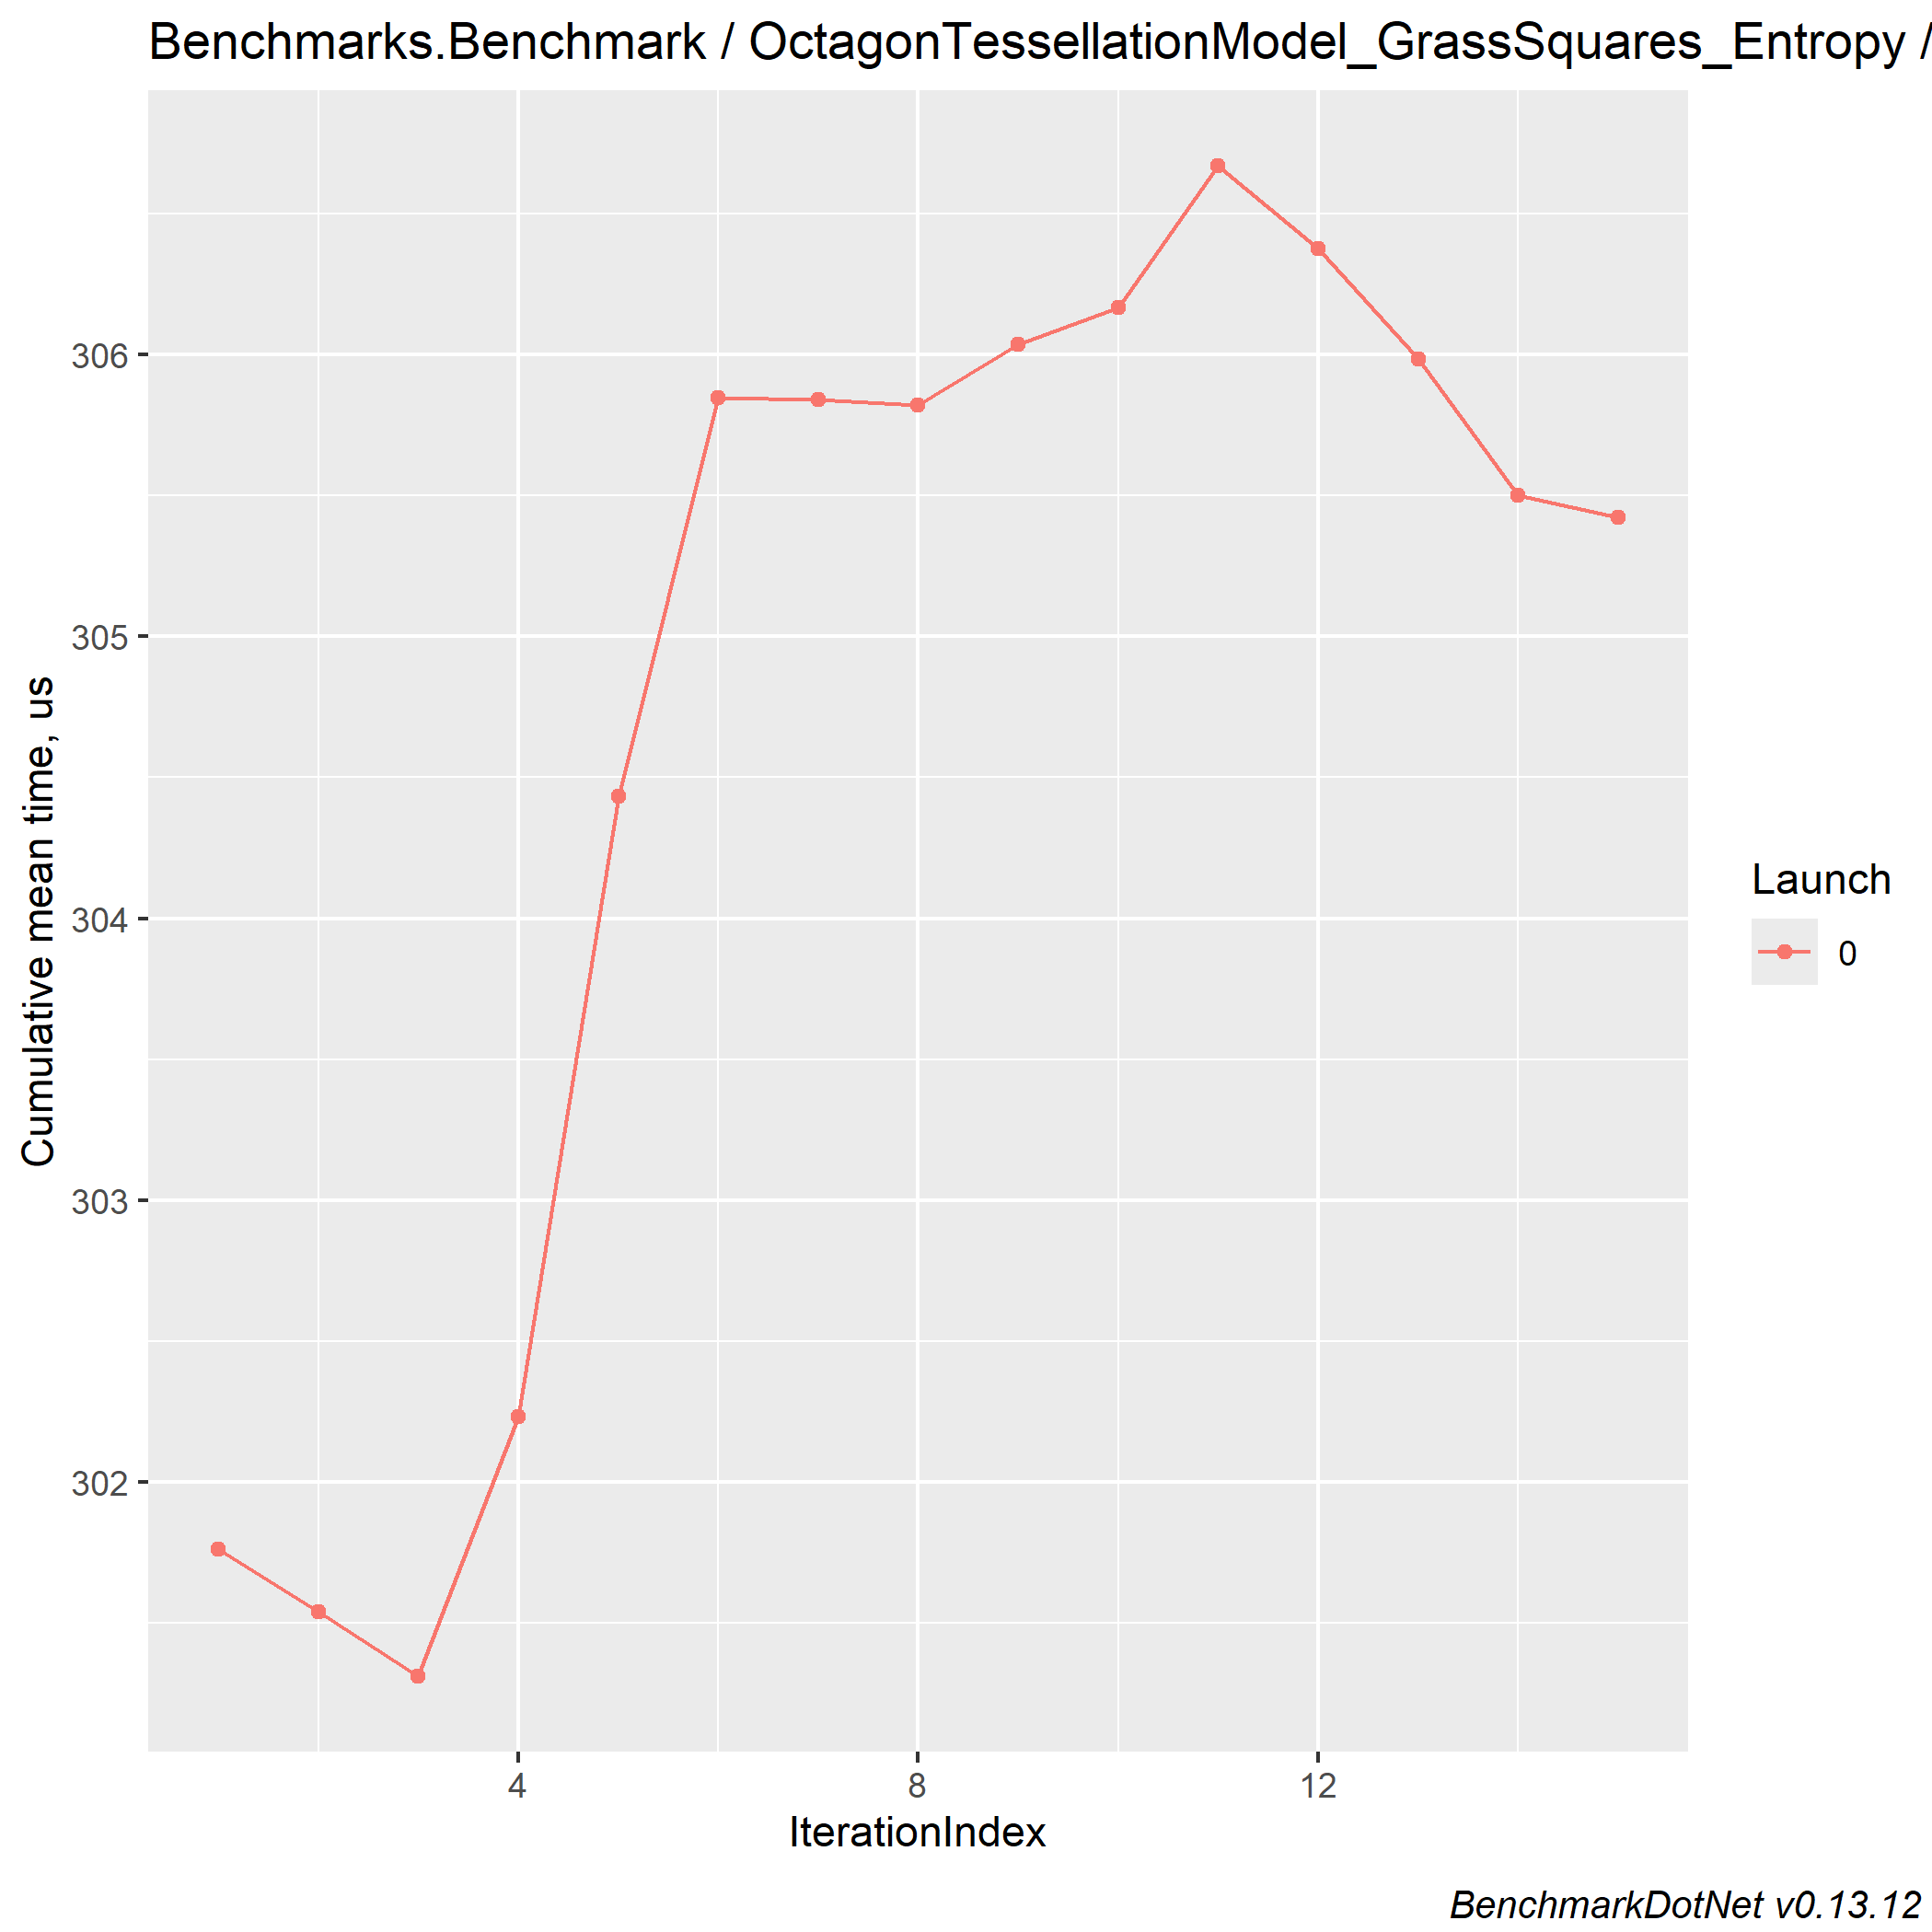 Benchmarks.Benchmark / OctagonTessellationModel_GrassSquares_Entropy /
306
305
304
303
302
Cumulative mean time, us
4
8
12
IterationIndex
Launch
0
BenchmarkDotNet v0.13.12